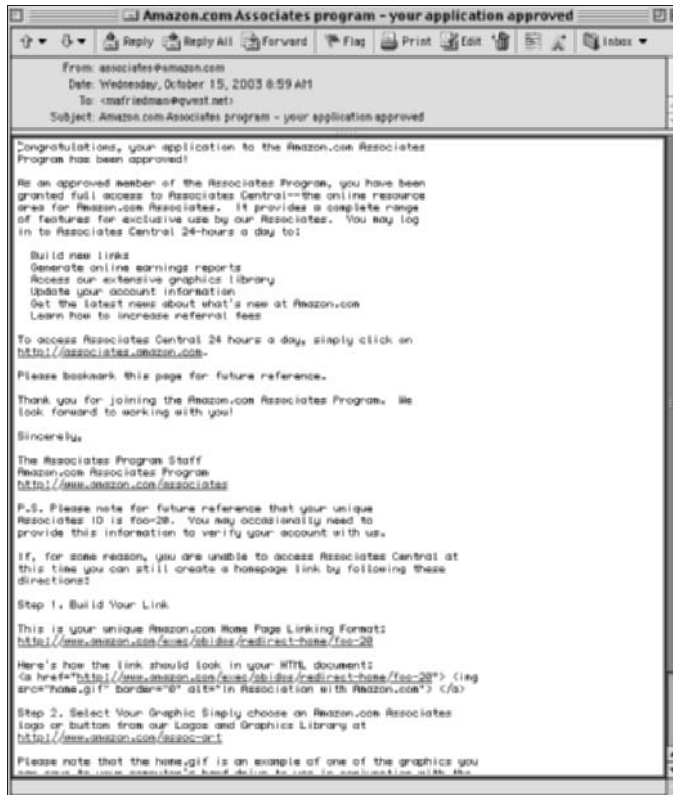 Amazon.com Associates program - your application approved
Reply Reply All Forward Flag Print Edit Inbox
From: associates@amazon.com
Date: Wednesday, October 15, 2003 8:59 AM
To: <mafriedman@qwest.net>
Subject: Amazon.com Associates program - your application approved
Congratulations, your application to the Amazon.com Associates
Program has been approved!
As an approved member of the Associates Program, you have been
granted full access to Associates Central--the online resource
area for Amazon.com Associates.  It provides a complete range
of features for exclusive use by our Associates.  You may log
in to Associates Central 24-hours a day to:
Build new links
Generate online earnings reports
Access our extensive graphics library
Update your account information
Get the latest news about what's new at Amazon.com
Learn how to increase referral fees
To access Associates Central 24 hours a day, simply click on
http://associates.amazon.com.
Please bookmark this page for future reference.
Thank you for joining the Amazon.com Associates Program.  We
look forward to working with you!
Sincerely,
The Associates Program Staff
Amazon.com Associates Program
http://www.amazon.com/associates
P.S. Please note for future reference that your unique
Associates ID is foo-20.  You may occasionally need to
provide this information to verify your account with us.
If, for some reason, you are unable to access Associates Central at
this time you can still create a homepage link by following these
directions:
Step 1. Build Your Link
This is your unique Amazon.com Home Page Linking Format:
http://www.amazon.com/exec/obidos/redirect-home/foo-20
Here's how the link should look in your HTML document:
<a href="http://www.amazon.com/exec/obidos/redirect-home/foo-20"> <img
src="home.gif" border="0" alt="In Association with Amazon.com"> </a>
Step 2. Select Your Graphic Simply choose an Amazon.com Associates
logo or button from our Logos and Graphics Library at
http://www.amazon.com/assoc-art
Please note that the home.gif is an example of one of the graphics you
can save to your computer's hard drive to use in conjunction with the